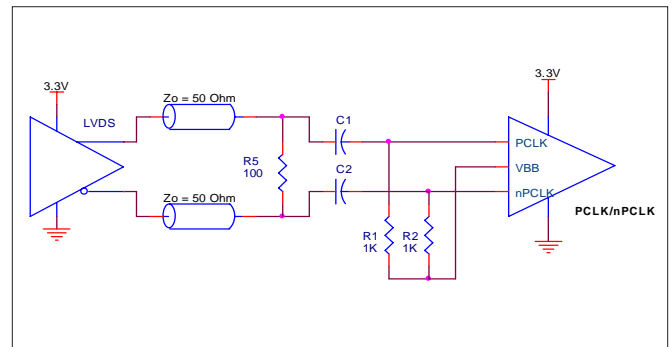 3.3V
3.3V
Zo = 50 Ohm
LVDS
C1
PCLK
R5
100
VBB
C2
Zo = 50 Ohm
nPCLK
PCLK/nPCLK
R1
1K
R2
1K